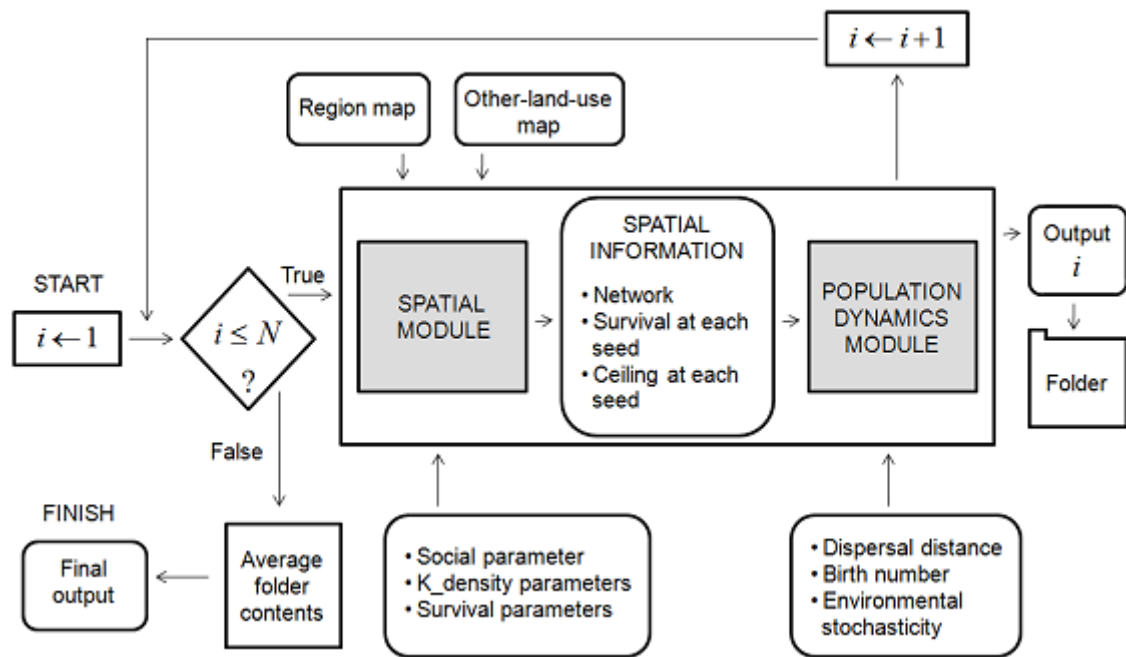 i ← i+1
Region map
Other-land-use
map
START
i ← 1
i ≤ N
?
True
False
SPATIAL
MODULE
SPATIAL
INFORMATION
• Network
• Survival at each
seed
• Ceiling at each
seed
POPULATION
DYNAMICS
MODULE
Output
i
Folder
FINISH
Final
output
Average
folder
contents
• Social parameter
• K_density parameters
• Survival parameters
• Dispersal distance
• Birth number
• Environmental
stochasticity